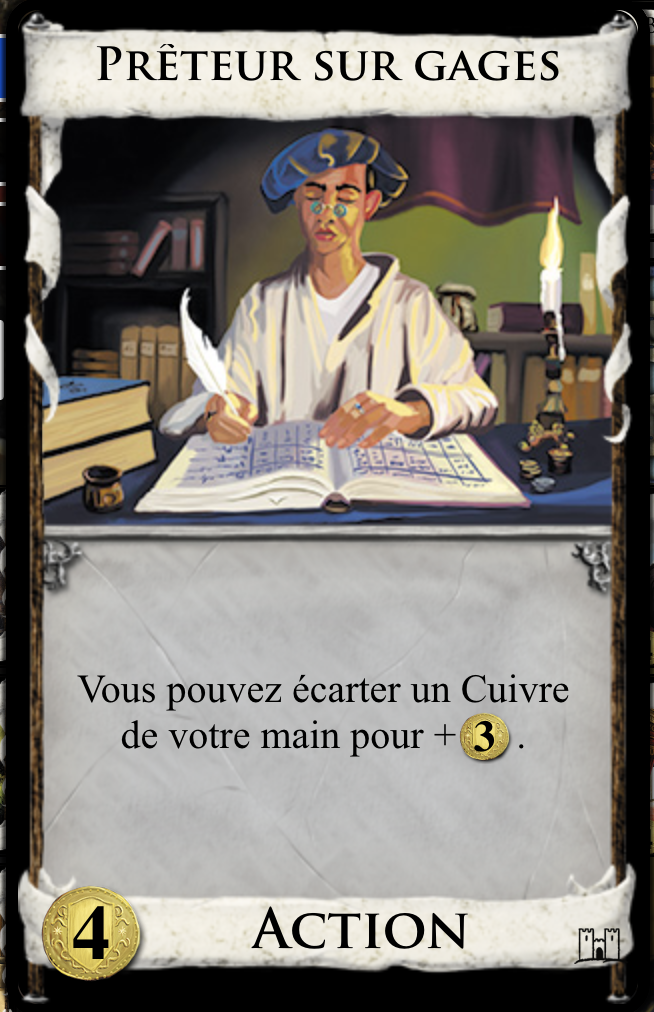 PRÊTEUR SUR GAGES
Vous pouvez écarter un Cuivre
de votre main pour +3.
4 ACTION